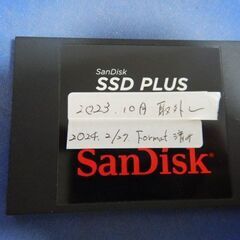 SanDisk
SSD PLUS
2023.10月 取外し
2024.2/27 Format 済み
SanDisk